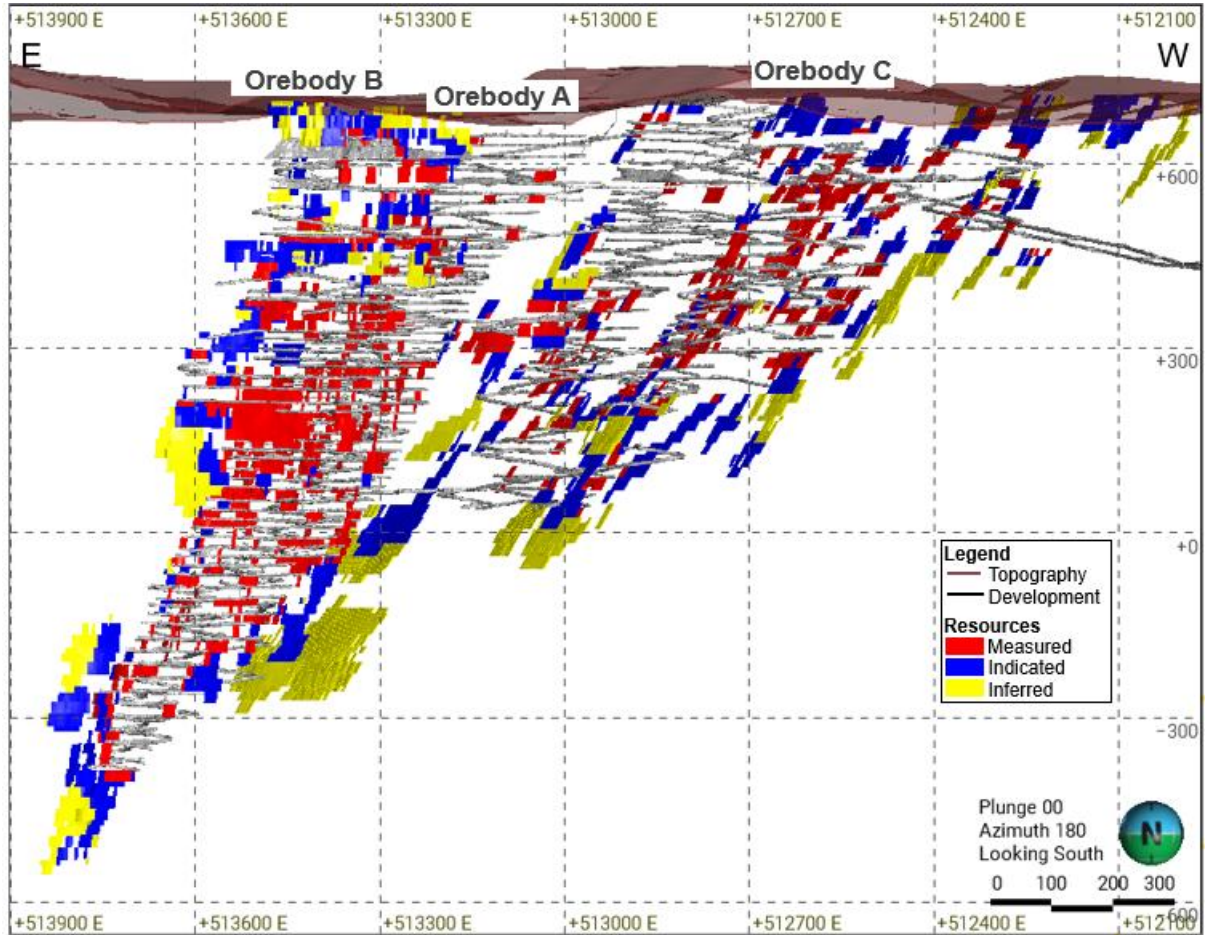 +513900 E +513600 E +513300 E +513000 E +512700 E +512400 E +512100
E W
Orebody B Orebody C
Orebody A
+600
+300
+0
Legend
Topography
Development
Resources
Measured
Indicated
Inferred
-300
Plunge 00
Azimuth 180
Looking South
N
0 100 200 300
-600
+513900 E +513600 E +513300 E +513000 E +512700 E +512400 E +512100